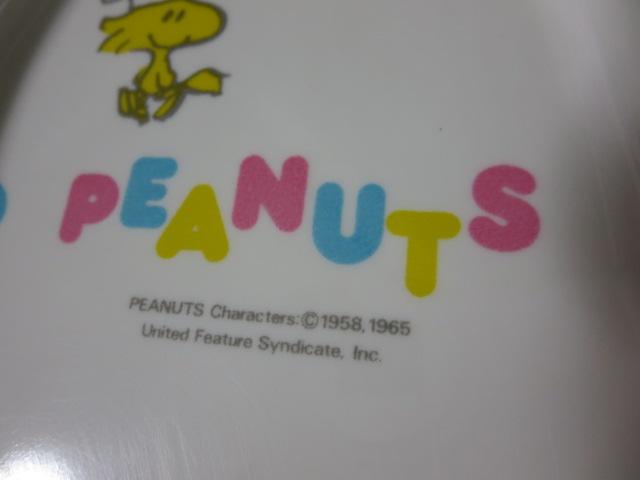 PEANUTS
PEANUTS Characters:©1958,1965
United Feature Syndicate, Inc.